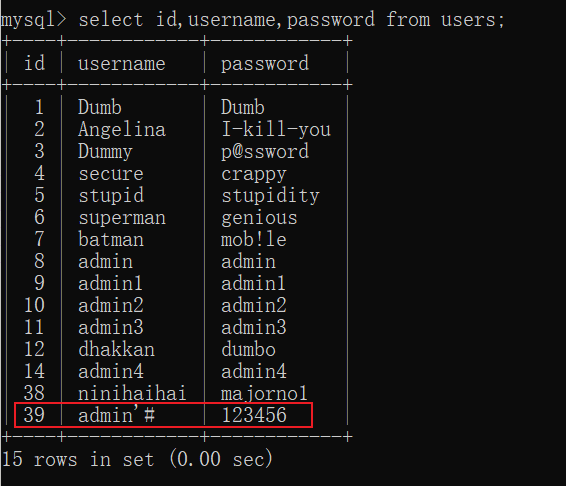 mysql> select id,username,password from users;
+----+------------+------------+
| id | username   | password   |
+----+------------+------------+
|  1 | Dumb       | Dumb       |
|  2 | Angelina   | I-kill-you |
|  3 | Dummy      | p@ssword   |
|  4 | secure     | crappy     |
|  5 | stupid     | stupidity  |
|  6 | superman   | genious    |
|  7 | batman     | mob!le     |
|  8 | admin      | admin      |
|  9 | admin1     | admin1     |
| 10 | admin2     | admin2     |
| 11 | admin3     | admin3     |
| 12 | dhakkan    | dumbo      |
| 14 | admin4     | admin4     |
| 38 | ninihaihai | majorno1   |
| 39 | admin'#    | 123456     |
+----+------------+------------+
15 rows in set (0.00 sec)